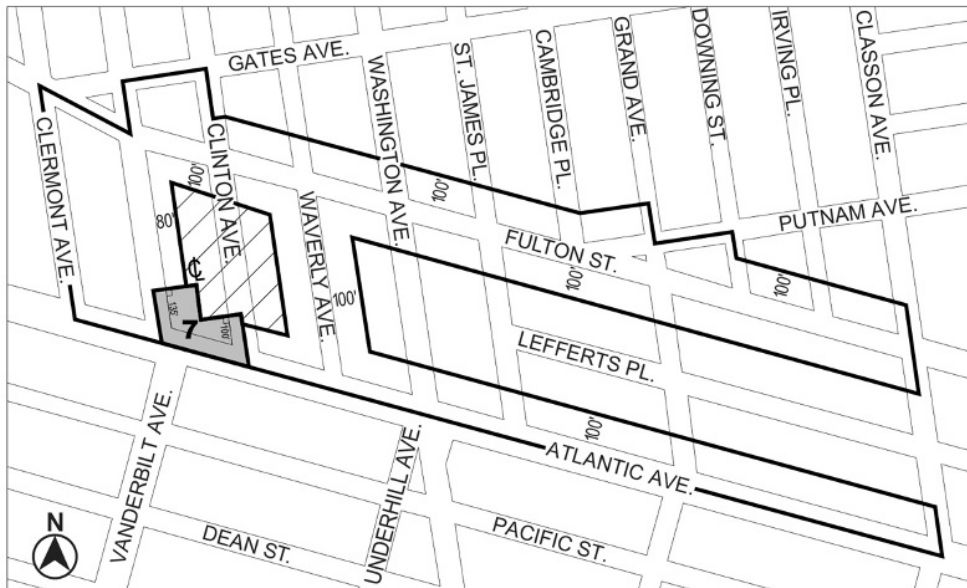 GATES AVE.
CLERMONT AVE.
CLINTON AVE.
WAVERLY AVE.
WASHINGTON AVE.
ST. JAMES PL.
CAMBRIDGE PL.
GRAND AVE.
DOWNING ST.
IRVING PL.
CLASSON AVE.
PUTNAM AVE.
100'
80'
℄
100'
100'
100'
100'
FULTON ST.
135'
100'
7
LEFFERTS PL.
100'
ATLANTIC AVE.
VANDERBILT AVE.
UNDERHILL AVE.
DEAN ST.
PACIFIC ST.
N